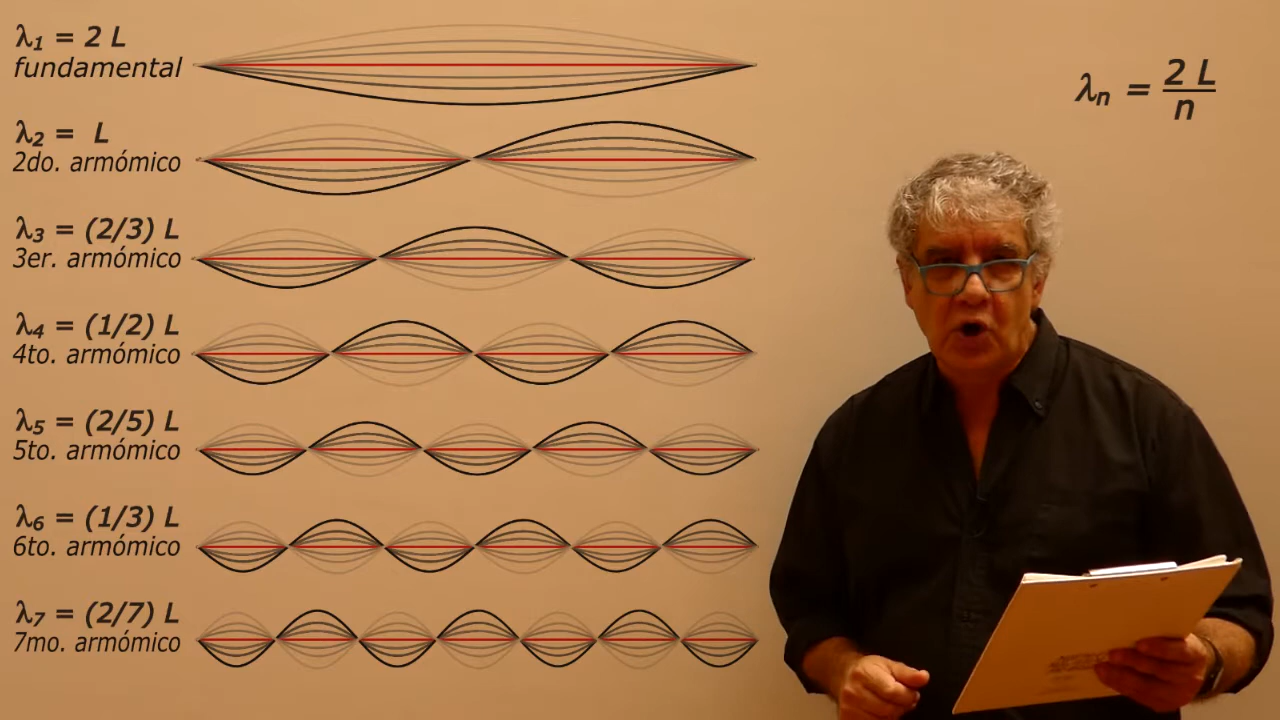 λ₁ = 2 L
fundamental
λ₂ = L
2do. armómico
λ₃ = (2/3) L
3er. armómico
λ₄ = (1/2) L
4to. armómico
λ₅ = (2/5) L
5to. armómico
λ₆ = (1/3) L
6to. armómico
λ₇ = (2/7) L
7mo. armómico
λₙ = 2 L / n